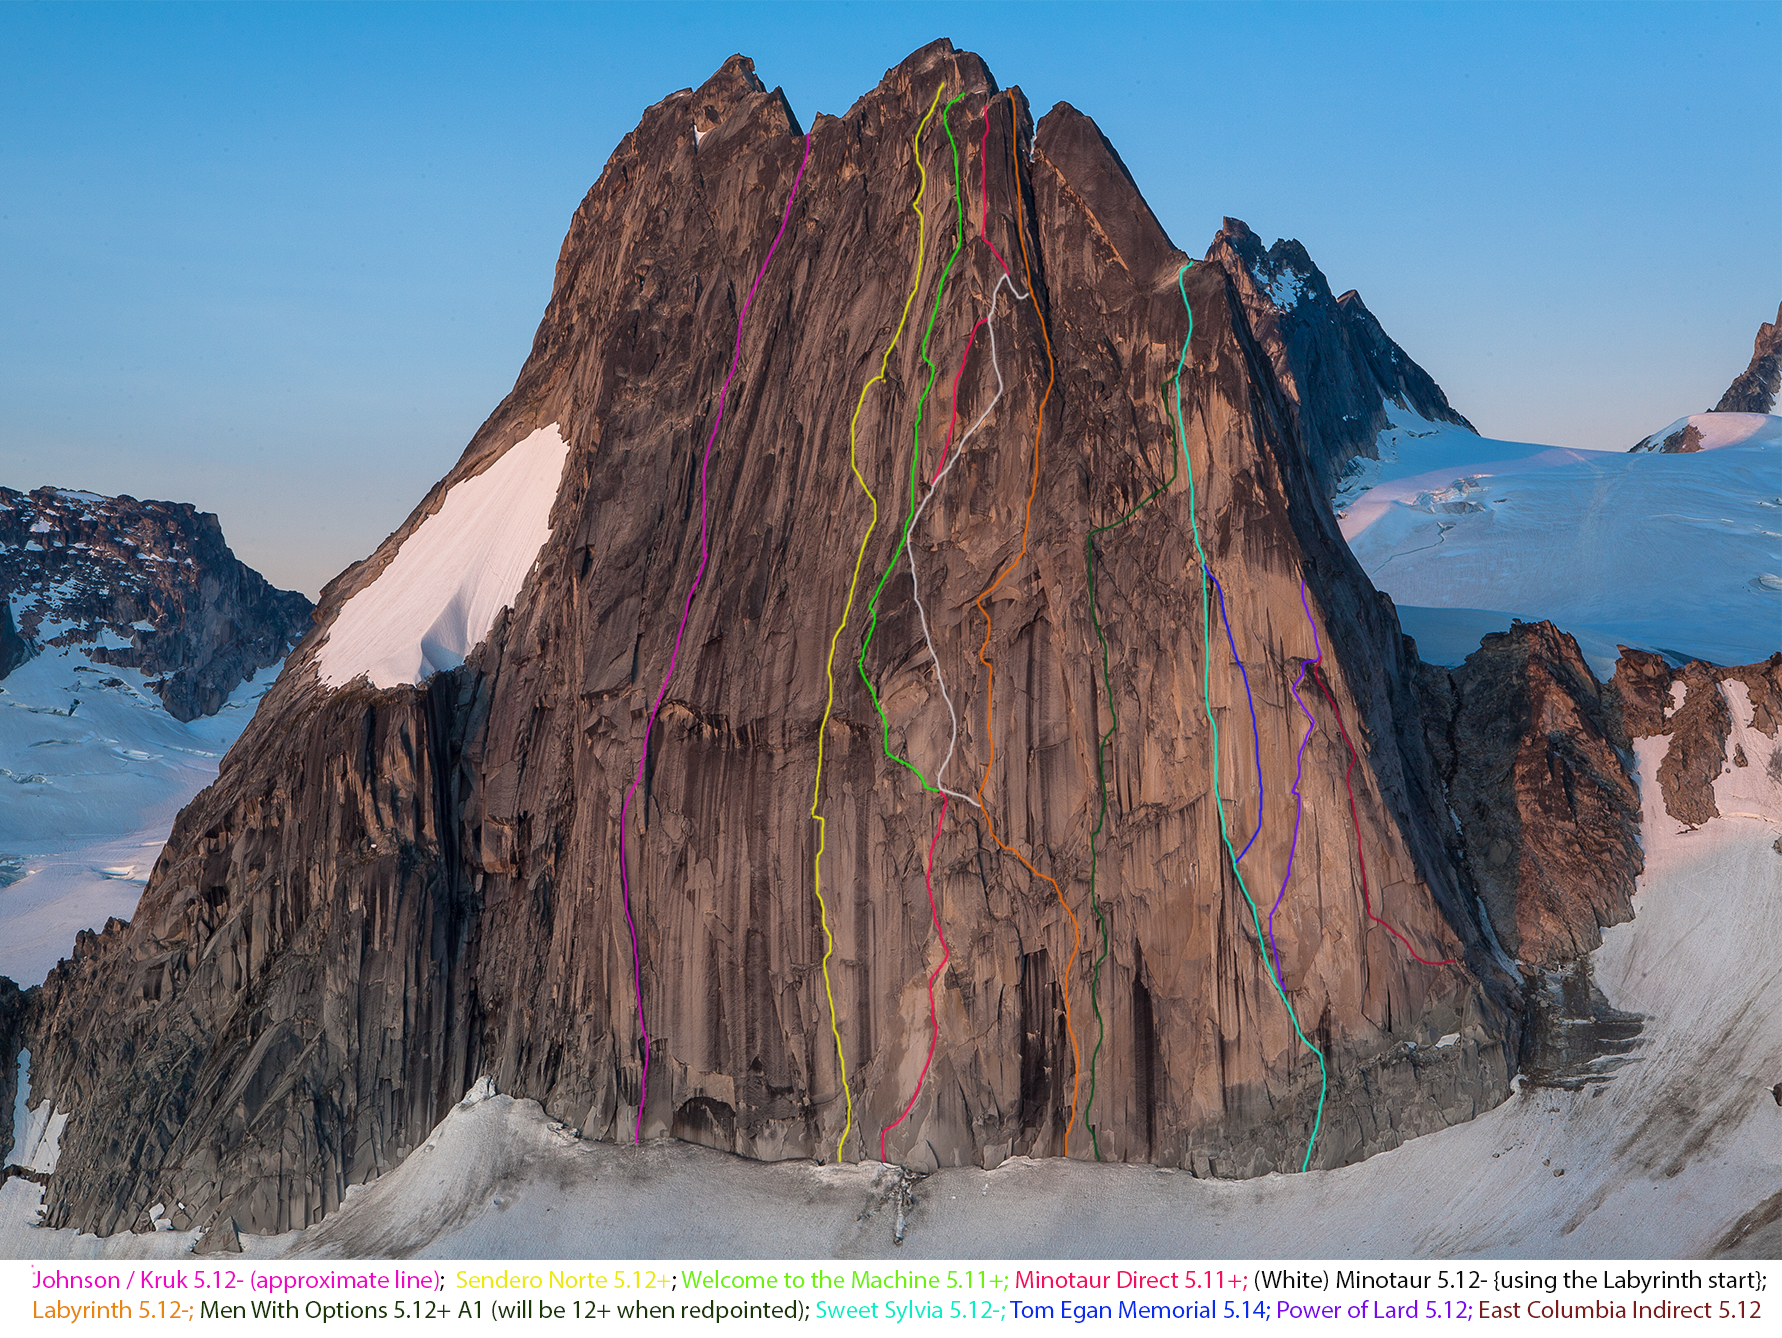 Johnson / Kruk 5.12- (approximate line); Sendero Norte 5.12+; Welcome to the Machine 5.11+; Minotaur Direct 5.11+; (White) Minotaur 5.12- {using the Labyrinth start};
Labyrinth 5.12-; Men With Options 5.12+ A1 (will be 12+ when redpointed); Sweet Sylvia 5.12-; Tom Egan Memorial 5.14; Power of Lard 5.12; East Columbia Indirect 5.12